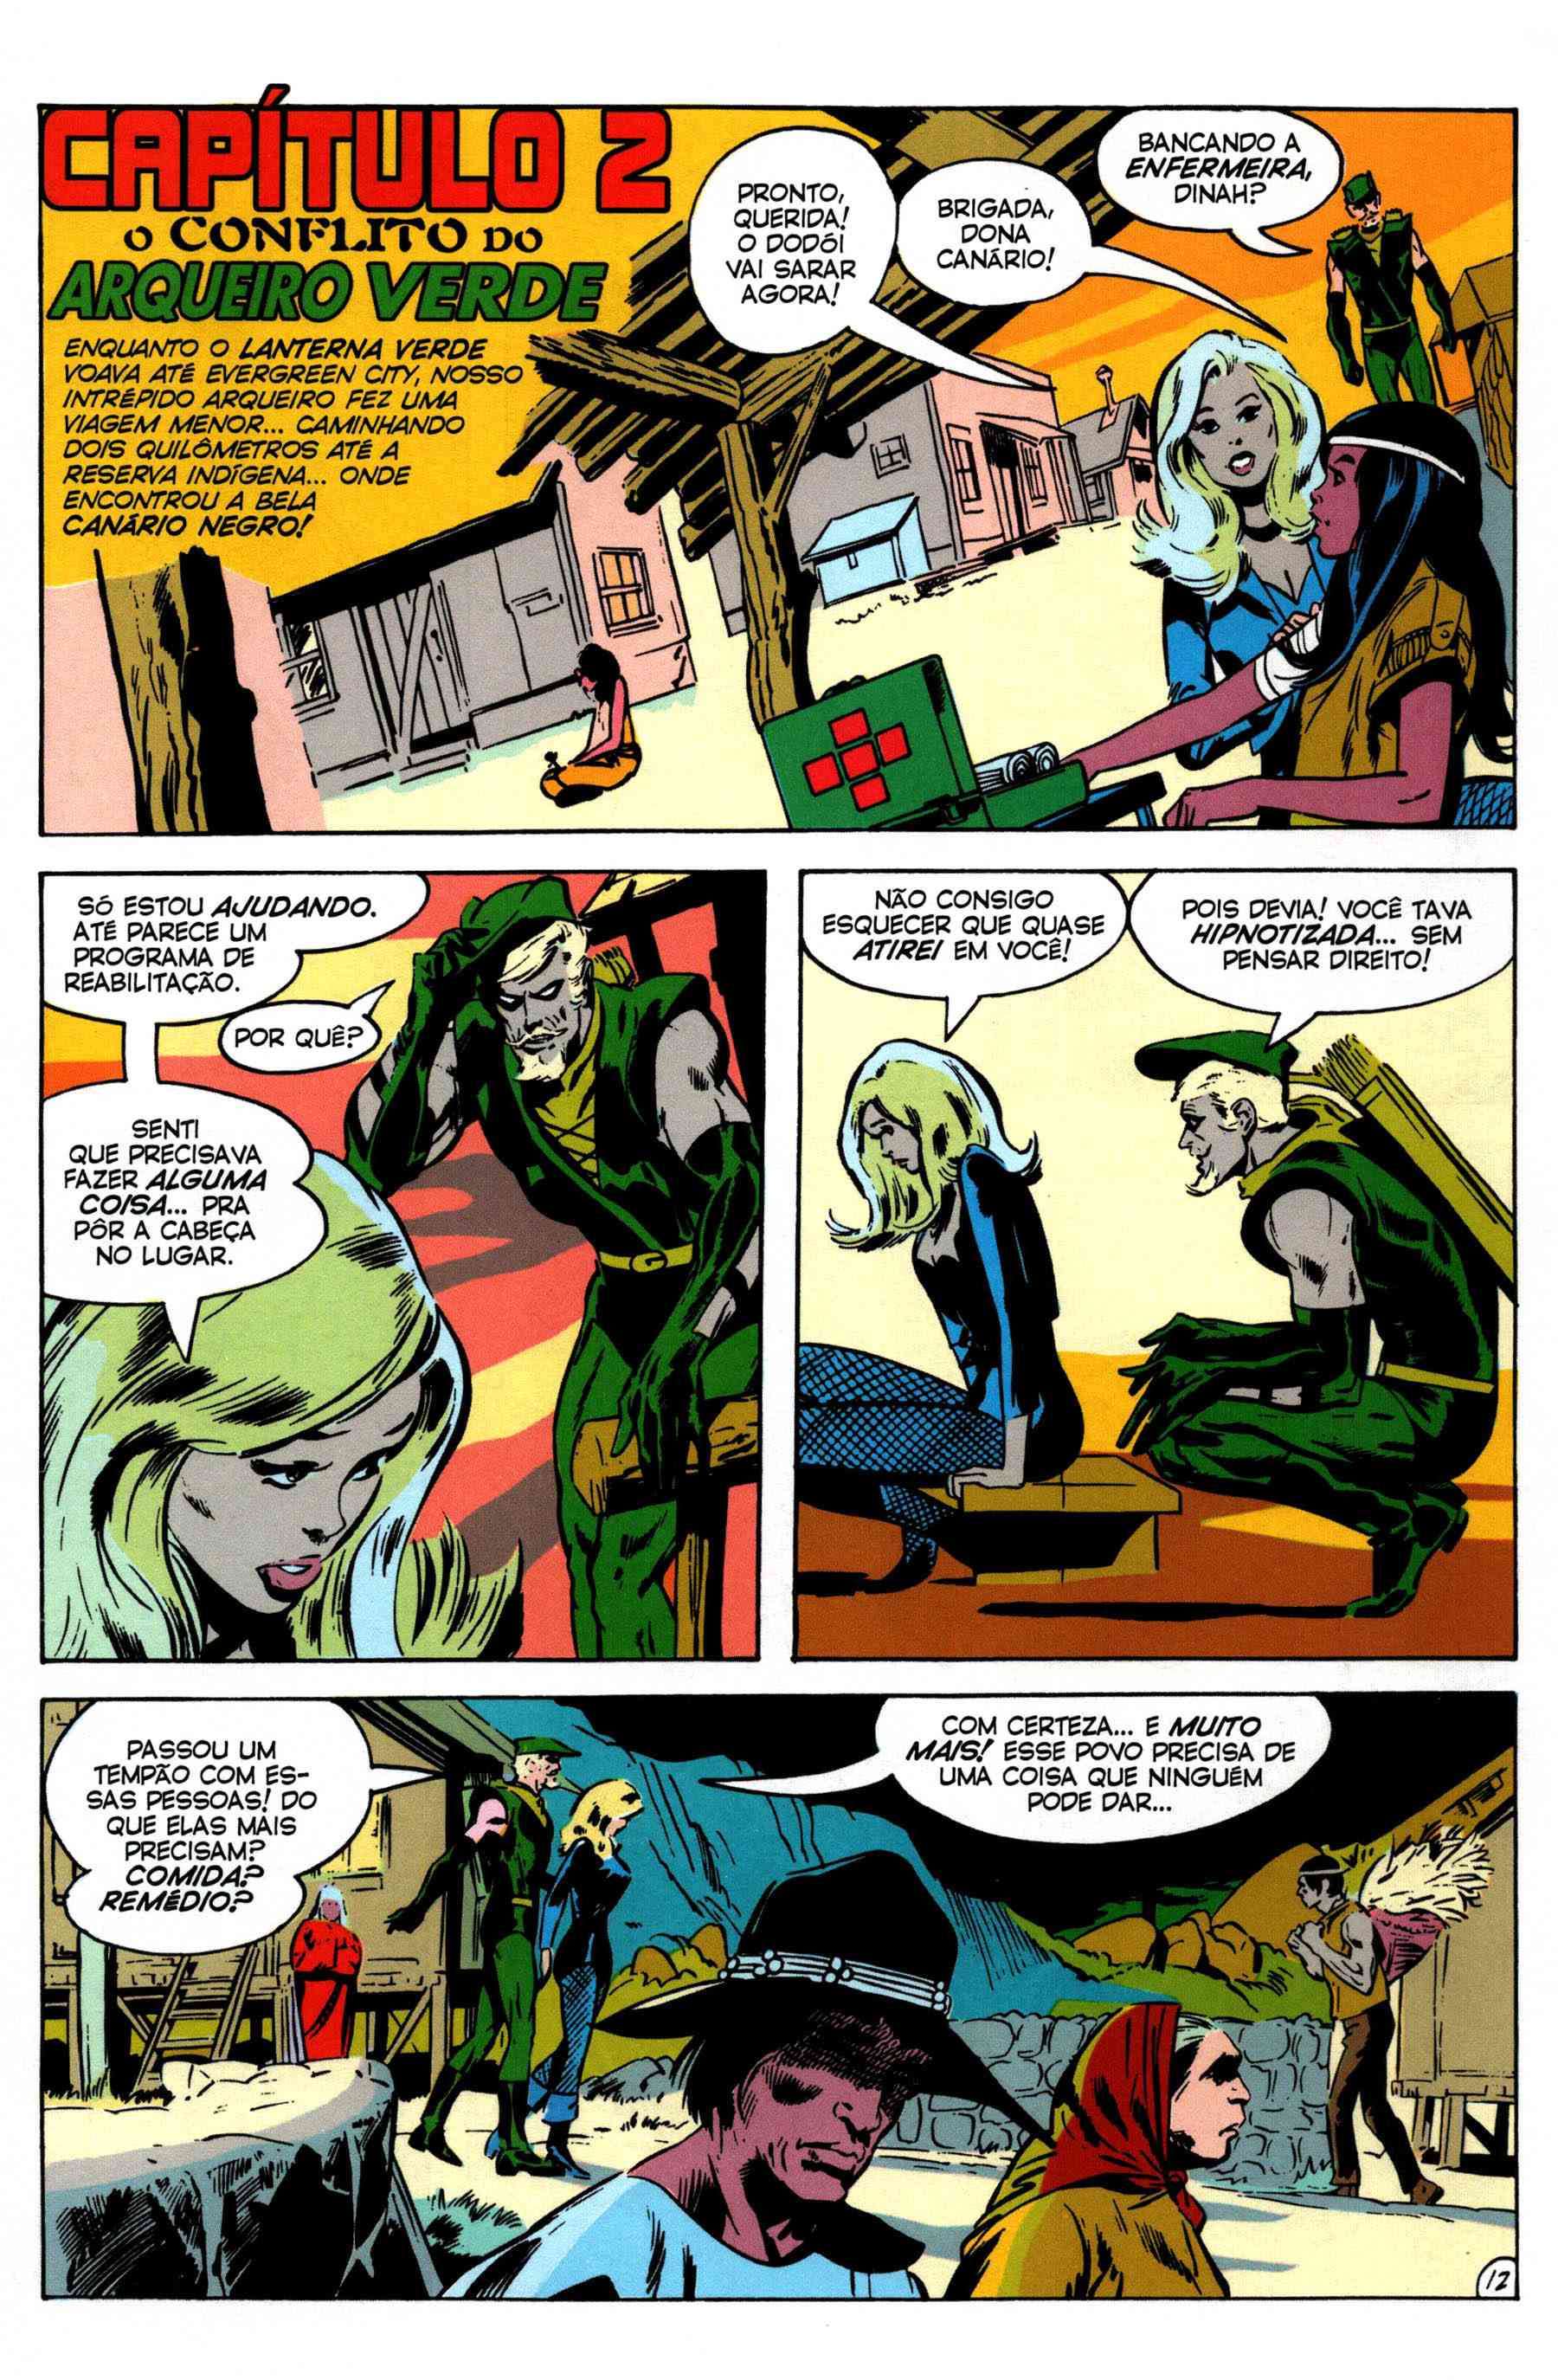 CAPÍTULO 2
O CONFLITO DO
ARQUEIRO VERDE
ENQUANTO O LANTERNA VERDE
VOAVA ATÉ EVERGREEN CITY, NOSSO
INTRÉPIDO ARQUEIRO FEZ UMA
VIAGEM MENOR... CAMINHANDO
DOIS QUILÔMETROS ATÉ A
RESERVA INDÍGENA... ONDE
ENCONTROU A BELA
CANÁRIO NEGRO!
PRONTO,
QUERIDA!
O DODÓI
VAI SARAR
AGORA!
BRIGADA,
DONA
CANÁRIO!
BANCANDO A
ENFERMEIRA,
DINAH?
SÓ ESTOU AJUDANDO.
ATÉ PARECE UM
PROGRAMA DE
REABILITAÇÃO.
POR QUÊ?
SENTI
QUE PRECISAVA
FAZER ALGUMA
COISA... PRA
PÔR A CABEÇA
NO LUGAR.
G
NÃO CONSIGO
ESQUECER QUE QUASE
ATIREI EM VOCÊ!
POIS DEVIA! VOCÊ TAVA
HIPNOTIZADA... SEM
PENSAR DIREITO!
PASSOU UM
TEMPÃO COM ES-
SAS PESSOAS! DO
QUE ELAS MAIS
PRECISAM?
COMIDA?
REMÉDIO?
COM CERTEZA... E MUITO
MAIS! ESSE POVO PRECISA DE
UMA COISA QUE NINGUÉM
PODE DAR...
12